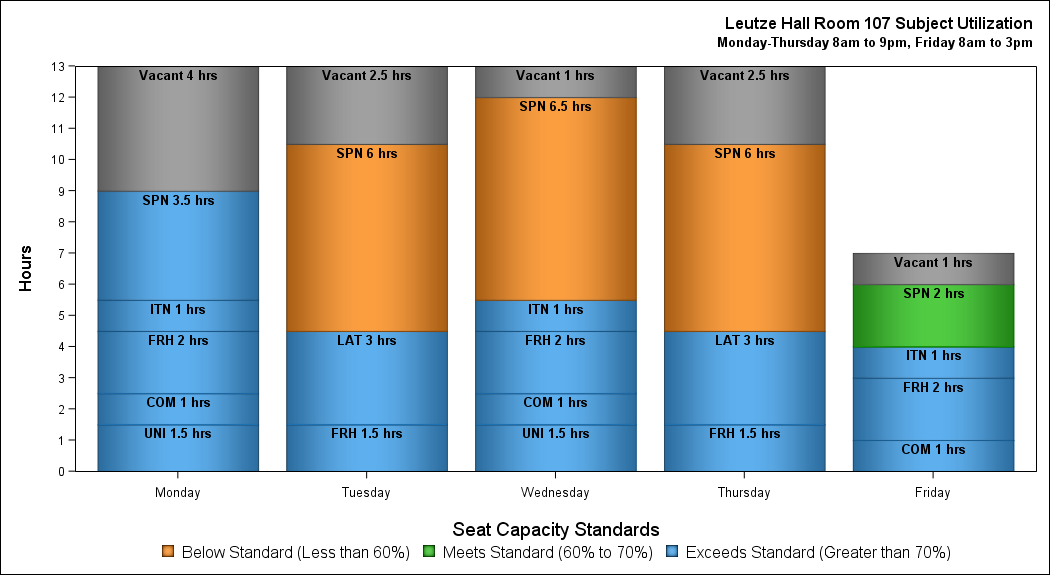 Leutze Hall Room 107 Subject Utilization
Monday-Thursday 8am to 9pm, Friday 8am to 3pm
Hours
13
12
11
10
9
8
7
6
5
4
3
2
1
0
Vacant 4 hrs
SPN 3.5 hrs
ITN 1 hrs
FRH 2 hrs
COM 1 hrs
UNI 1.5 hrs
Vacant 2.5 hrs
SPN 6 hrs
LAT 3 hrs
FRH 1.5 hrs
Vacant 1 hrs
SPN 6.5 hrs
ITN 1 hrs
FRH 2 hrs
COM 1 hrs
UNI 1.5 hrs
Vacant 2.5 hrs
SPN 6 hrs
LAT 3 hrs
FRH 1.5 hrs
Vacant 1 hrs
SPN 2 hrs
ITN 1 hrs
FRH 2 hrs
COM 1 hrs
Monday Tuesday Wednesday Thursday Friday
Seat Capacity Standards
Below Standard (Less than 60%) Meets Standard (60% to 70%) Exceeds Standard (Greater than 70%)